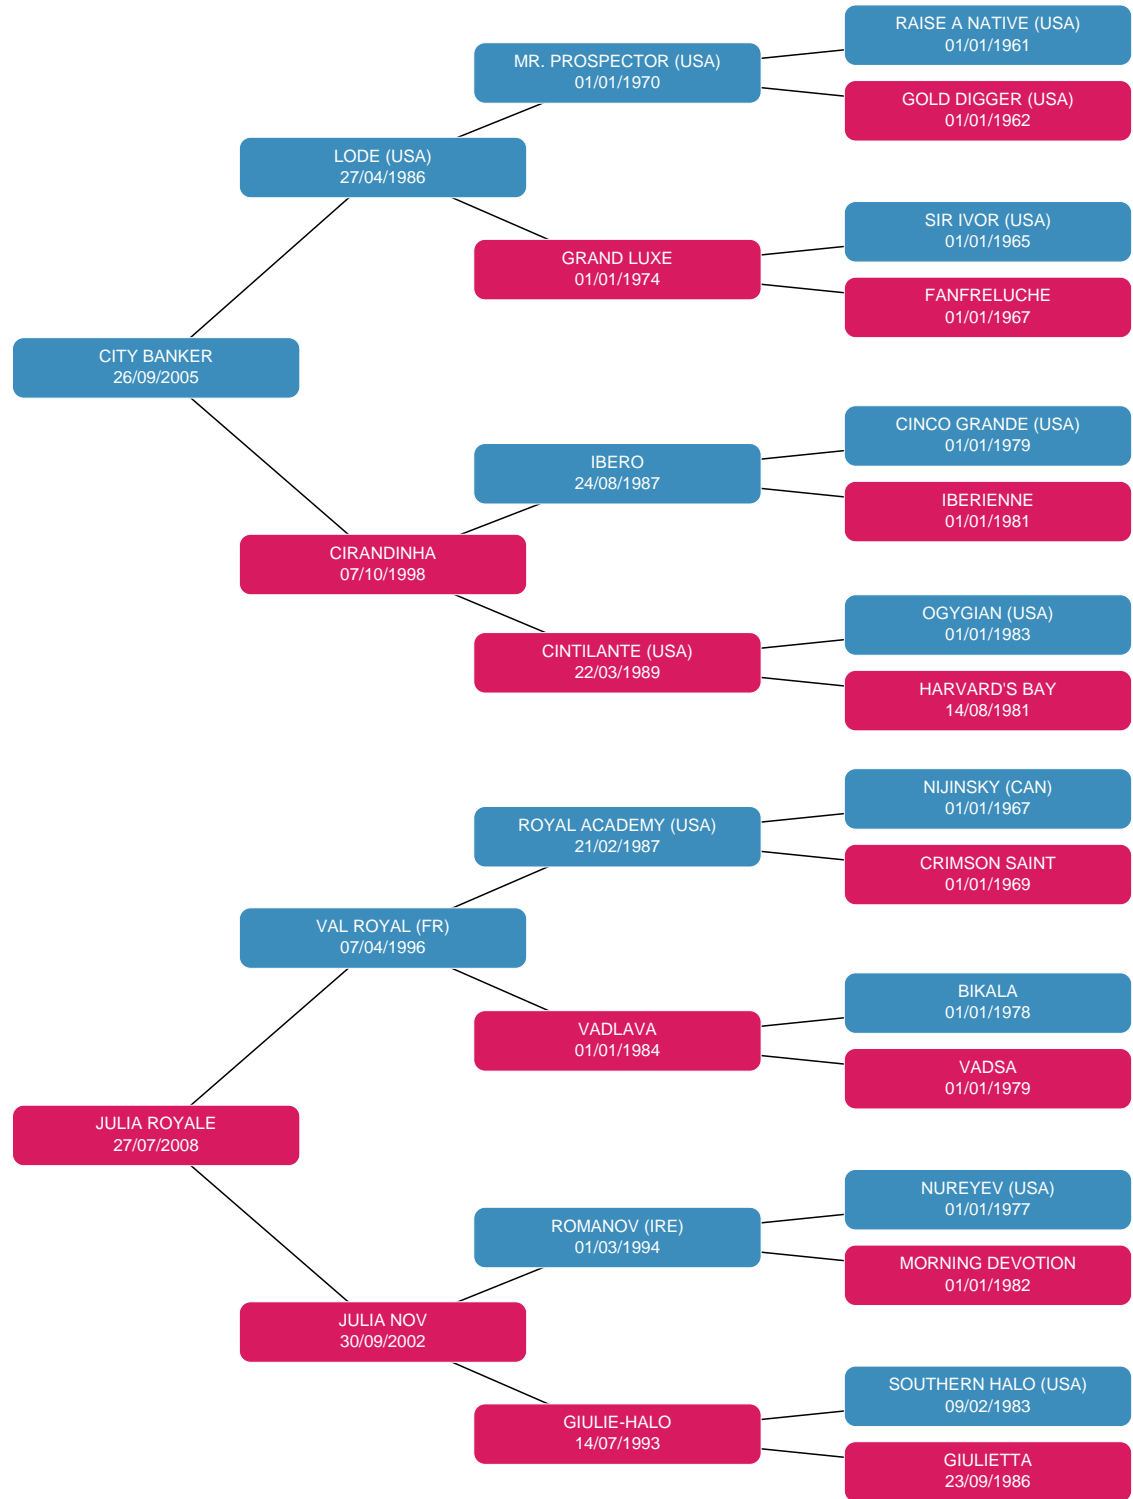 RAISE A NATIVE (USA)
01/01/1961
MR. PROSPECTOR (USA)
01/01/1970
GOLD DIGGER (USA)
01/01/1962
LODE (USA)
27/04/1986
SIR IVOR (USA)
01/01/1965
GRAND LUXE
01/01/1974
FANFRELUCHE
01/01/1967
CITY BANKER
26/09/2005
CINCO GRANDE (USA)
01/01/1979
IBERO
24/08/1987
IBERIENNE
01/01/1981
CIRANDINHA
07/10/1998
OGYGIAN (USA)
01/01/1983
CINTILANTE (USA)
22/03/1989
HARVARD'S BAY
14/08/1981
NIJINSKY (CAN)
01/01/1967
ROYAL ACADEMY (USA)
21/02/1987
CRIMSON SAINT
01/01/1969
VAL ROYAL (FR)
07/04/1996
BIKALA
01/01/1978
VADLAVA
01/01/1984
VADSA
01/01/1979
JULIA ROYALE
27/07/2008
NUREYEV (USA)
01/01/1977
ROMANOV (IRE)
01/03/1994
MORNING DEVOTION
01/01/1982
JULIA NOV
30/09/2002
SOUTHERN HALO (USA)
09/02/1983
GIULIE-HALO
14/07/1993
GIULIETTA
23/09/1986